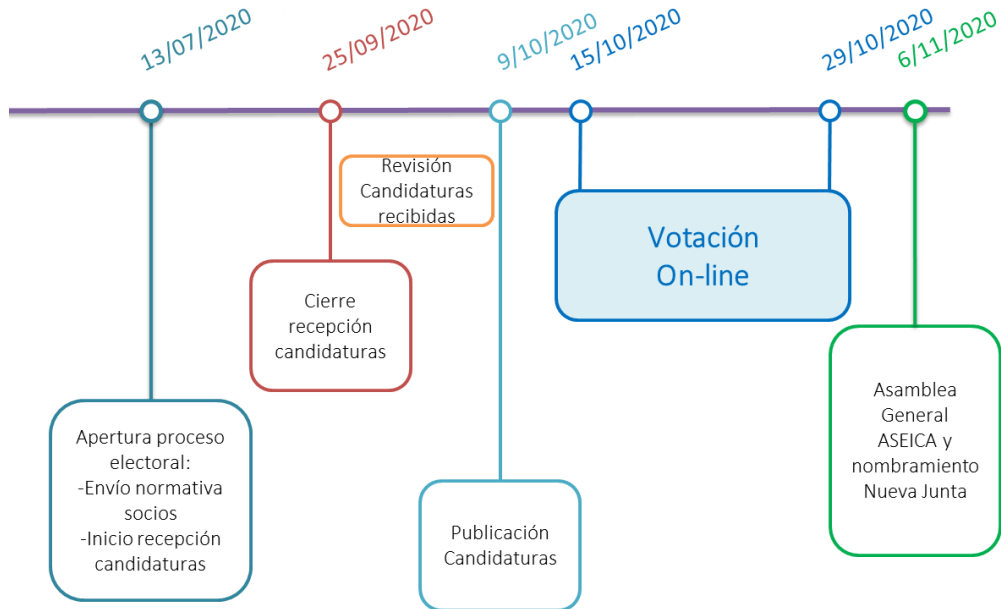 13/07/2020
25/09/2020
9/10/2020
15/10/2020
29/10/2020
6/11/2020
Revisión
Candidaturas
recibidas
Votación
On-line
Cierre
recepción
candidaturas
Asamblea
General
ASEICA y
nombramiento
Nueva Junta
Apertura proceso
electoral:
-Envío normativa
socios
-Inicio recepción
candidaturas
Publicación
Candidaturas